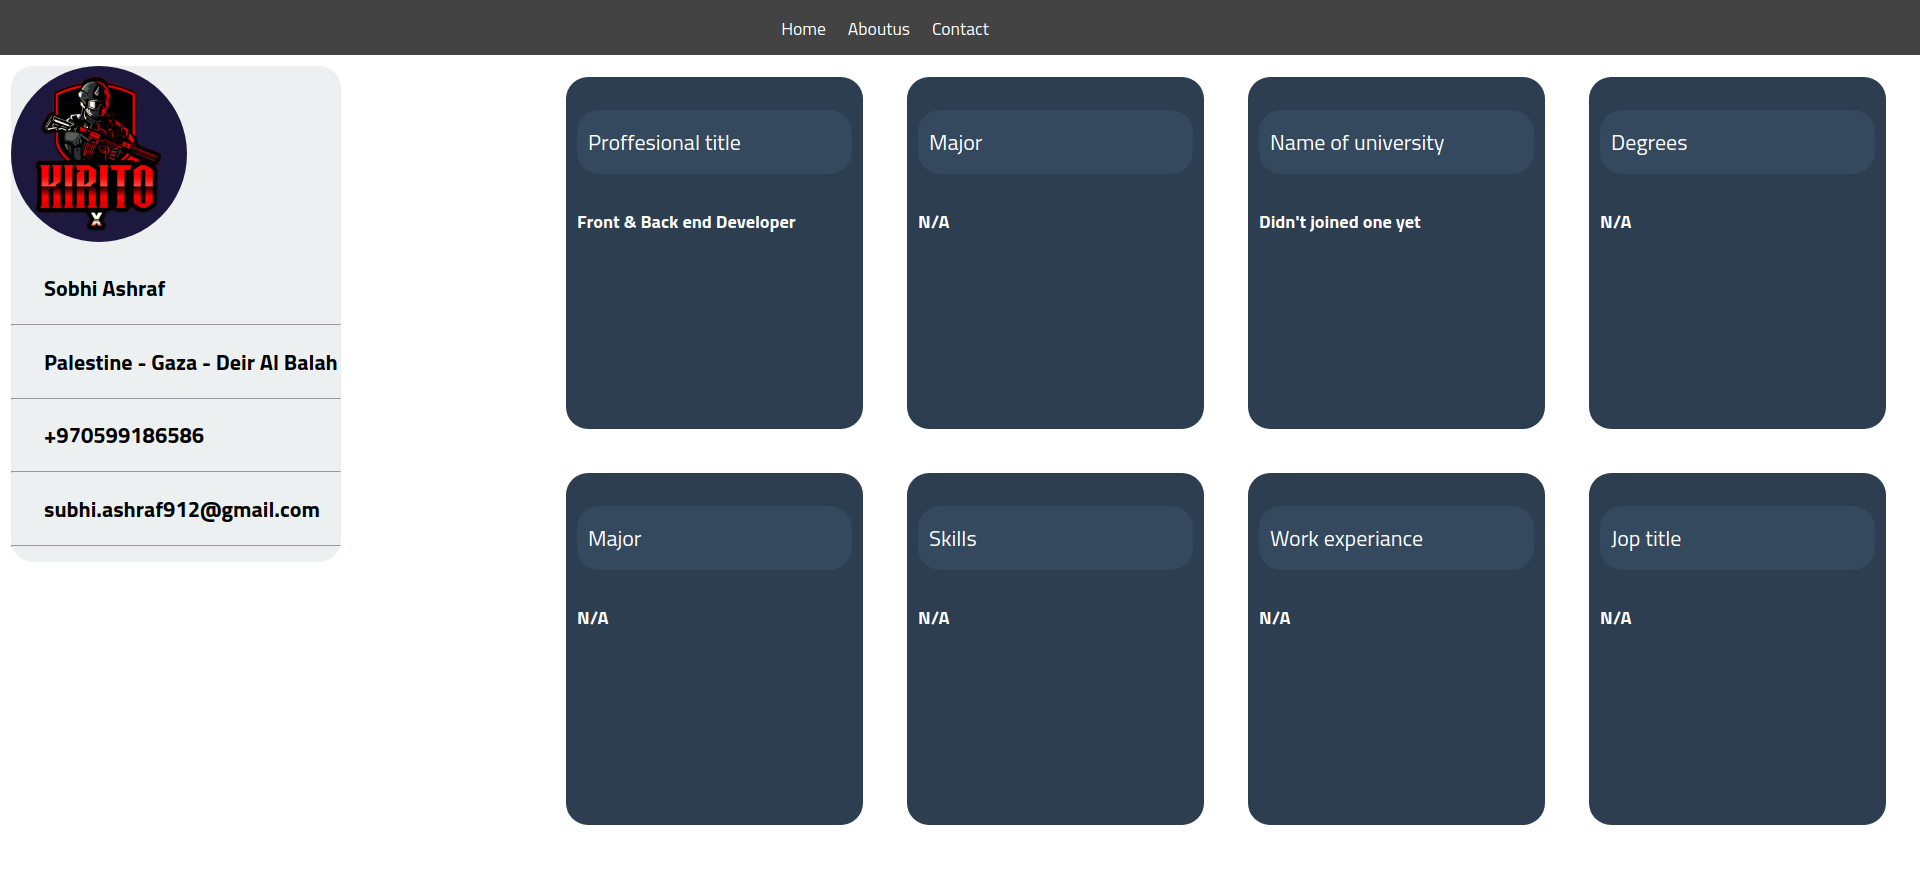 Home Aboutus Contact
KIRITO
X
Sobhi Ashraf
Palestine - Gaza - Deir Al Balah
+970599186586
subhi.ashraf912@gmail.com
Proffesional title
Front & Back end Developer
Major
N/A
Name of university
Didn't joined one yet
Degrees
N/A
Major
N/A
Skills
N/A
Work experiance
N/A
Jop title
N/A